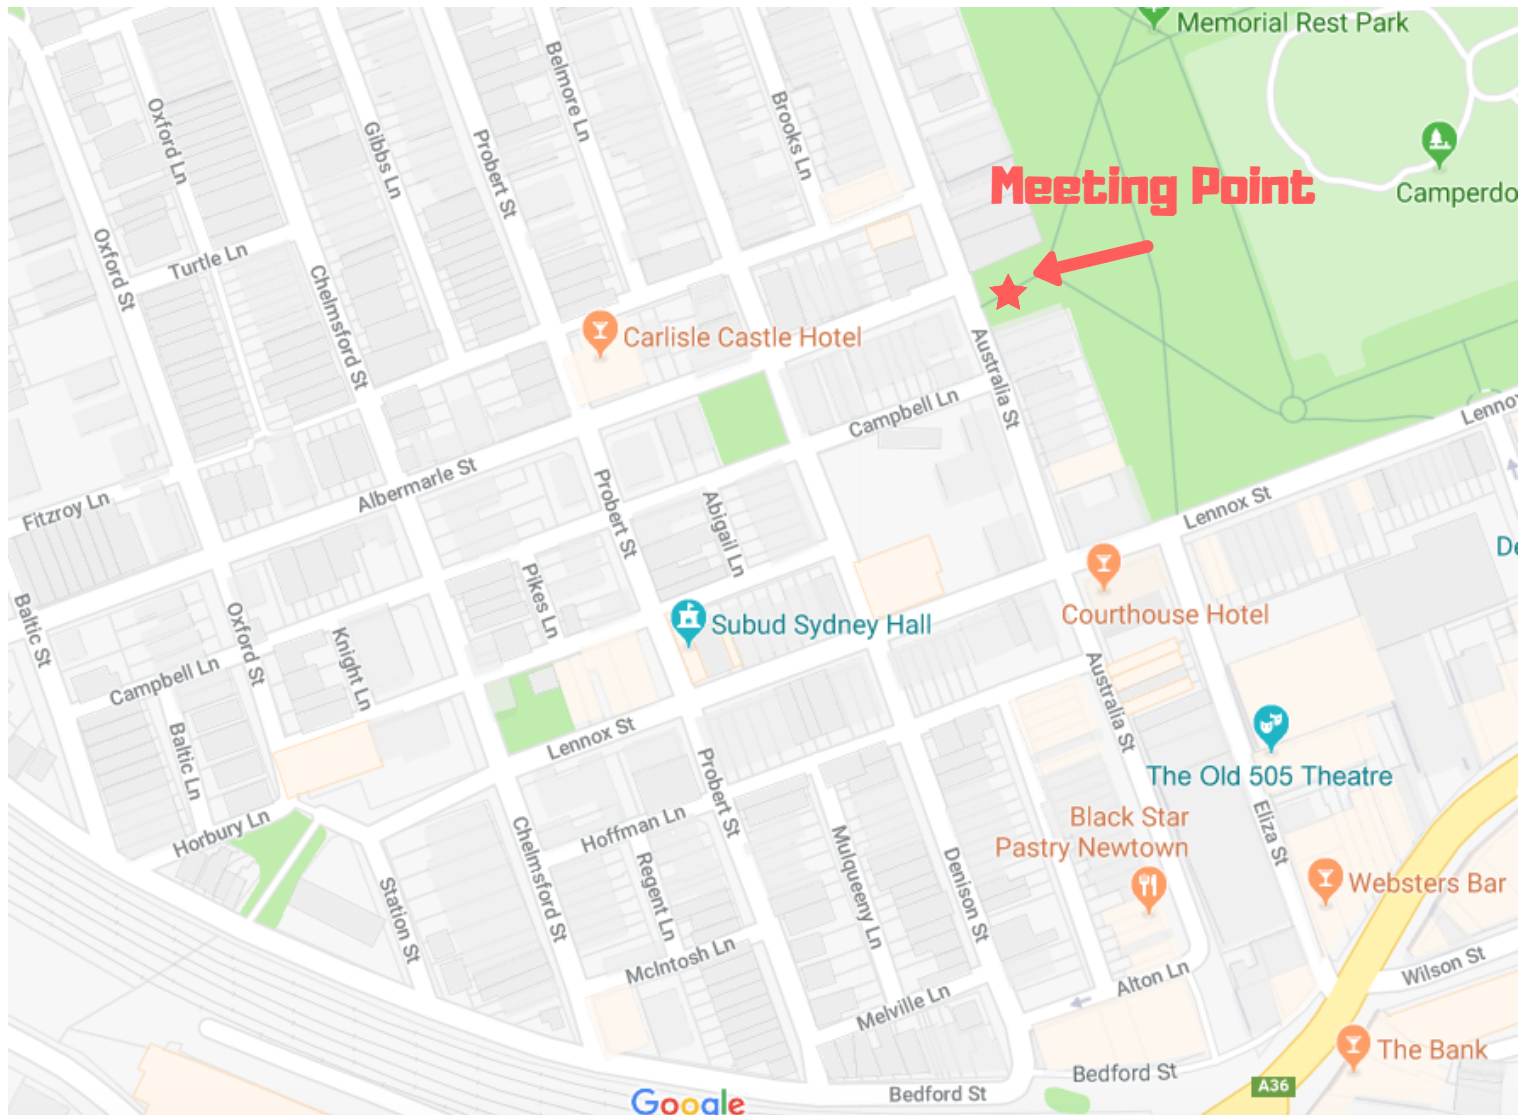 Memorial Rest Park
Belmore Ln
Oxford Ln
Gibbs Ln
Probert St
Brooks Ln
Meeting Point
Camperdo
Oxford St
Turtle Ln
Chelmsford St
Carlisle Castle Hotel
Australia St
Campbell Ln
Lenno
Albermarle St
Fitzroy Ln
Probert St
Abigail Ln
Lennox St
De
Pikes Ln
Baltic St
Oxford St
Knight Ln
Subud Sydney Hall
Courthouse Hotel
Campbell Ln
Baltic Ln
Lennox St
Australia St
Probert St
The Old 505 Theatre
Horbury Ln
Chelmsford St
Hoffman Ln
Regent Ln
Mulqueeny Ln
Denison St
Black Star
Pastry Newtown
Eliza St
Websters Bar
Station St
McIntosh Ln
Melville Ln
Alton Ln
Wilson St
The Bank
Bedford St
A36
Bedford St
Google